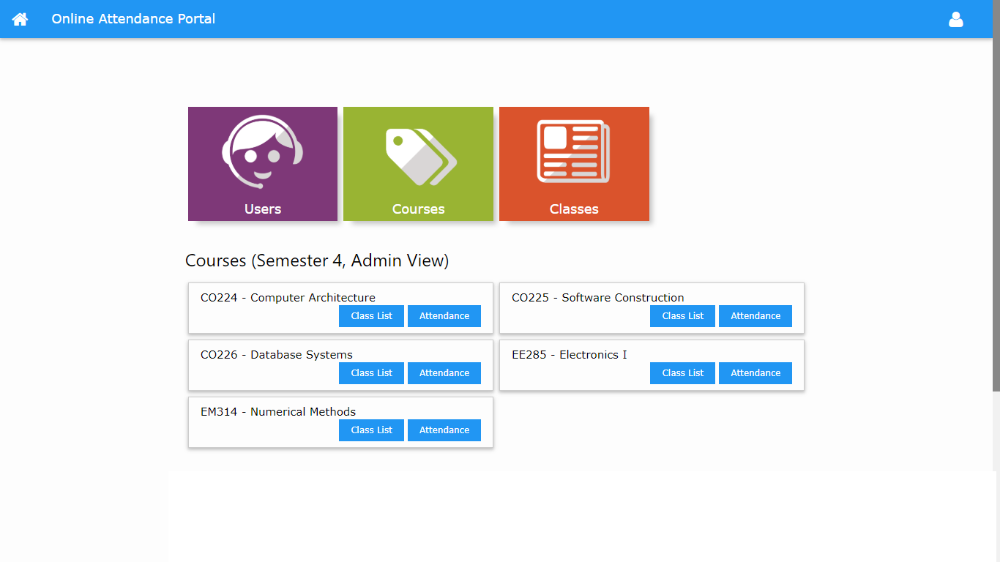 Online Attendance Portal
Users
Courses
Classes
Courses (Semester 4, Admin View)
CO224 - Computer Architecture
Class List
Attendance
CO225 - Software Construction
Class List
Attendance
CO226 - Database Systems
Class List
Attendance
EE285 - Electronics I
Class List
Attendance
EM314 - Numerical Methods
Class List
Attendance